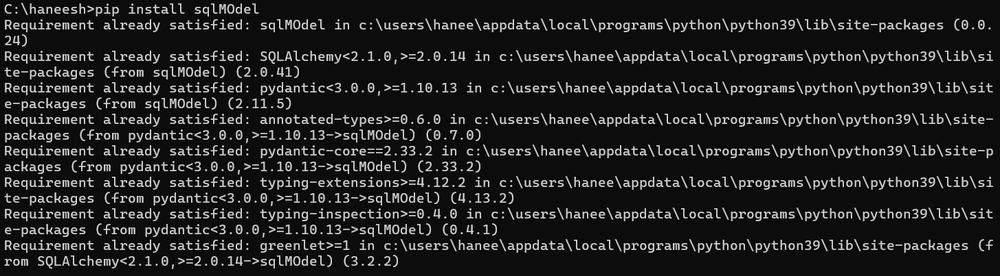 C:\haneesh>pip install sqlMOdel
Requirement already satisfied: sqlMOdel in c:\users\hanee\appdata\local\programs\python\python39\lib\site-packages (0.0.
24)
Requirement already satisfied: SQLAlchemy<2.1.0,>=2.0.14 in c:\users\hanee\appdata\local\programs\python\python39\lib\si
te-packages (from sqlMOdel) (2.0.41)
Requirement already satisfied: pydantic<3.0.0,>=1.10.13 in c:\users\hanee\appdata\local\programs\python\python39\lib\sit
e-packages (from sqlMOdel) (2.11.5)
Requirement already satisfied: annotated-types>=0.6.0 in c:\users\hanee\appdata\local\programs\python\python39\lib\site-
packages (from pydantic<3.0.0,>=1.10.13->sqlMOdel) (0.7.0)
Requirement already satisfied: pydantic-core==2.33.2 in c:\users\hanee\appdata\local\programs\python\python39\lib\site-p
ackages (from pydantic<3.0.0,>=1.10.13->sqlMOdel) (2.33.2)
Requirement already satisfied: typing-extensions>=4.12.2 in c:\users\hanee\appdata\local\programs\python\python39\lib\si
te-packages (from pydantic<3.0.0,>=1.10.13->sqlMOdel) (4.13.2)
Requirement already satisfied: typing-inspection>=0.4.0 in c:\users\hanee\appdata\local\programs\python\python39\lib\sit
e-packages (from pydantic<3.0.0,>=1.10.13->sqlMOdel) (0.4.1)
Requirement already satisfied: greenlet>=1 in c:\users\hanee\appdata\local\programs\python\python39\lib\site-packages (f
rom SQLAlchemy<2.1.0,>=2.0.14->sqlMOdel) (3.2.2)